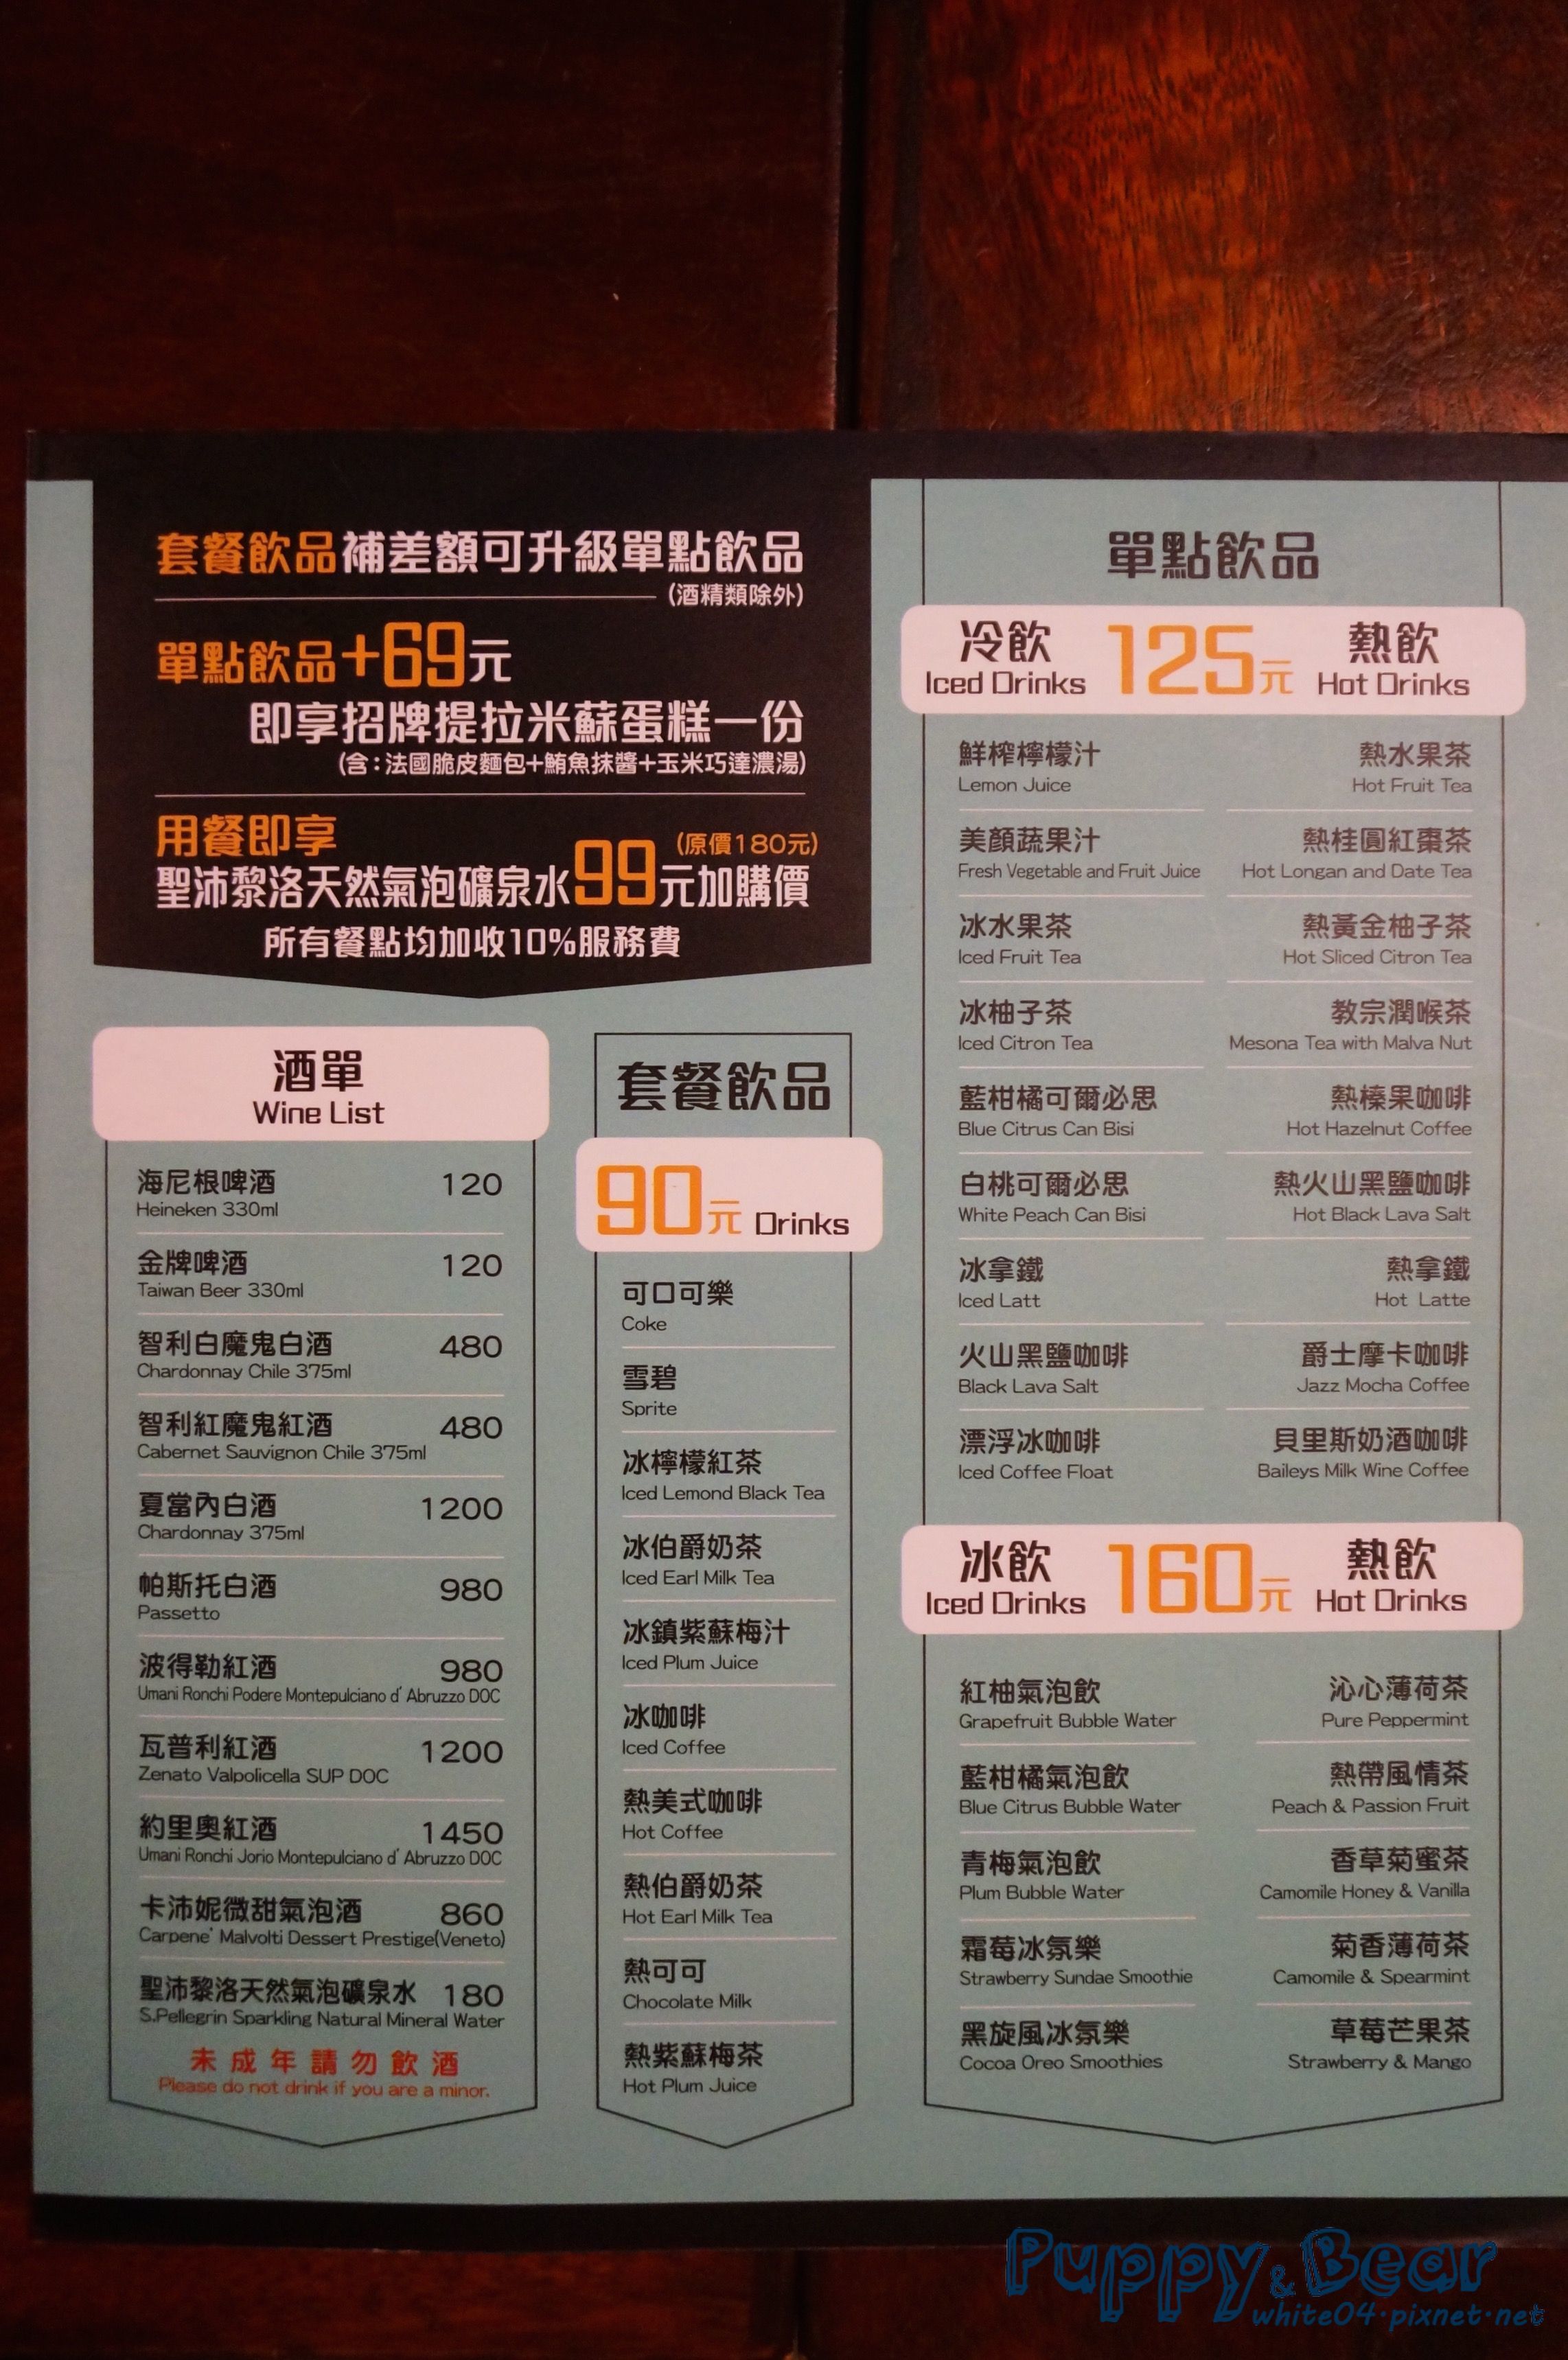 套餐飲品補差額可升級單點飲品
(酒精類除外)
單點飲品+69元
即享招牌提拉米蘇蛋糕一份
(含:法國脆皮麵包+鮪魚抹醬+玉米巧達濃湯)
用餐即享
(原價180元)
聖沛黎洛天然氣泡礦泉水99元加購價
所有餐點均加收10%服務費
酒單
Wine List
海尼根啤酒 120
Heineken 330ml
金牌啤酒 120
Taiwan Beer 330ml
智利白魔鬼白酒 480
Chardonnay Chile 375ml
智利紅魔鬼紅酒 480
Cabernet Sauvignon Chile 375ml
夏當內白酒 1200
Chardonnay 375ml
帕斯托白酒 980
Passetto
波得勒紅酒 980
Umani Ronchi Podere Montepulciano d' Abruzzo DOC
瓦普利紅酒 1200
Zenato Valpolicella SUP DOC
約里奧紅酒 1450
Umani Ronchi Jorio Montepulciano d' Abruzzo DOC
卡沛妮微甜氣泡酒 860
Carpene' Malvolti Dessert Prestige(Veneto)
聖沛黎洛天然氣泡礦泉水 180
S.Pellegrin Sparkling Natural Mineral Water
未成年請勿飲酒
Please do not drink if you are a minor.
套餐飲品
90元 Drinks
可口可樂
Coke
雪碧
Sprite
冰檸檬紅茶
Iced Lemond Black Tea
冰伯爵奶茶
Iced Earl Milk Tea
冰鎮紫蘇梅汁
Iced Plum Juice
冰咖啡
Iced Coffee
熱美式咖啡
Hot Coffee
熱伯爵奶茶
Hot Earl Milk Tea
熱可可
Chocolate Milk
熱紫蘇梅茶
Hot Plum Juice
單點飲品
冷飲 125元 熱飲
Iced Drinks Hot Drinks
鮮榨檸檬汁 熱水果茶
Lemon Juice Hot Fruit Tea
美顏蔬果汁 熱桂圓紅棗茶
Fresh Vegetable and Fruit Juice Hot Longan and Date Tea
冰水果茶 熱黃金柚子茶
Iced Fruit Tea Hot Sliced Citron Tea
冰柚子茶 教宗潤喉茶
Iced Citron Tea Mesona Tea with Malva Nut
藍柑橘可爾必思 熱榛果咖啡
Blue Citrus Can Bisi Hot Hazelnut Coffee
白桃可爾必思 熱火山黑鹽咖啡
White Peach Can Bisi Hot Black Lava Salt
冰拿鐵 熱拿鐵
Iced Latt Hot Latte
火山黑鹽咖啡 爵士摩卡咖啡
Black Lava Salt Jazz Mocha Coffee
漂浮冰咖啡 貝里斯奶酒咖啡
Iced Coffee Float Baileys Milk Wine Coffee
冰飲 160元 熱飲
Iced Drinks Hot Drinks
紅柚氣泡飲 沁心薄荷茶
Grapefruit Bubble Water Pure Peppermint
藍柑橘氣泡飲 熱帶風情茶
Blue Citrus Bubble Water Peach & Passion Fruit
青梅氣泡飲 香草菊蜜茶
Plum Bubble Water Camomile Honey & Vanilla
霜莓冰氛樂 菊香薄荷茶
Strawberry Sundae Smoothie Camomile & Spearmint
黑旋風冰氛樂 草莓芒果茶
Cocoa Oreo Smoothies Strawberry & Mango
Puppy & Bear
white04.pixnet.net